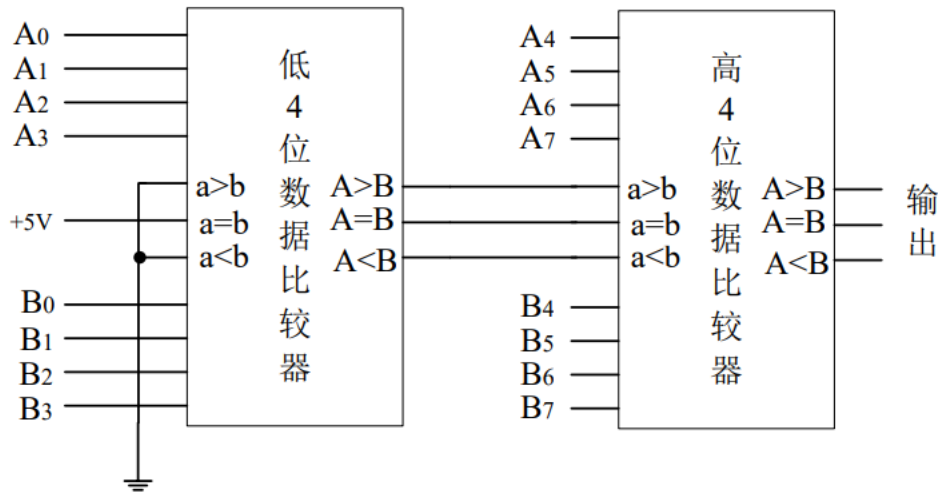 A0
A1
A2
A3
+5V
B0
B1
B2
B3
低4位数据比较器
a>b
a=b
a<b
A>B
A=B
A<B
A4
A5
A6
A7
B4
B5
B6
B7
高4位数据比较器
a>b
a=b
a<b
A>B
A=B
A<B
输出